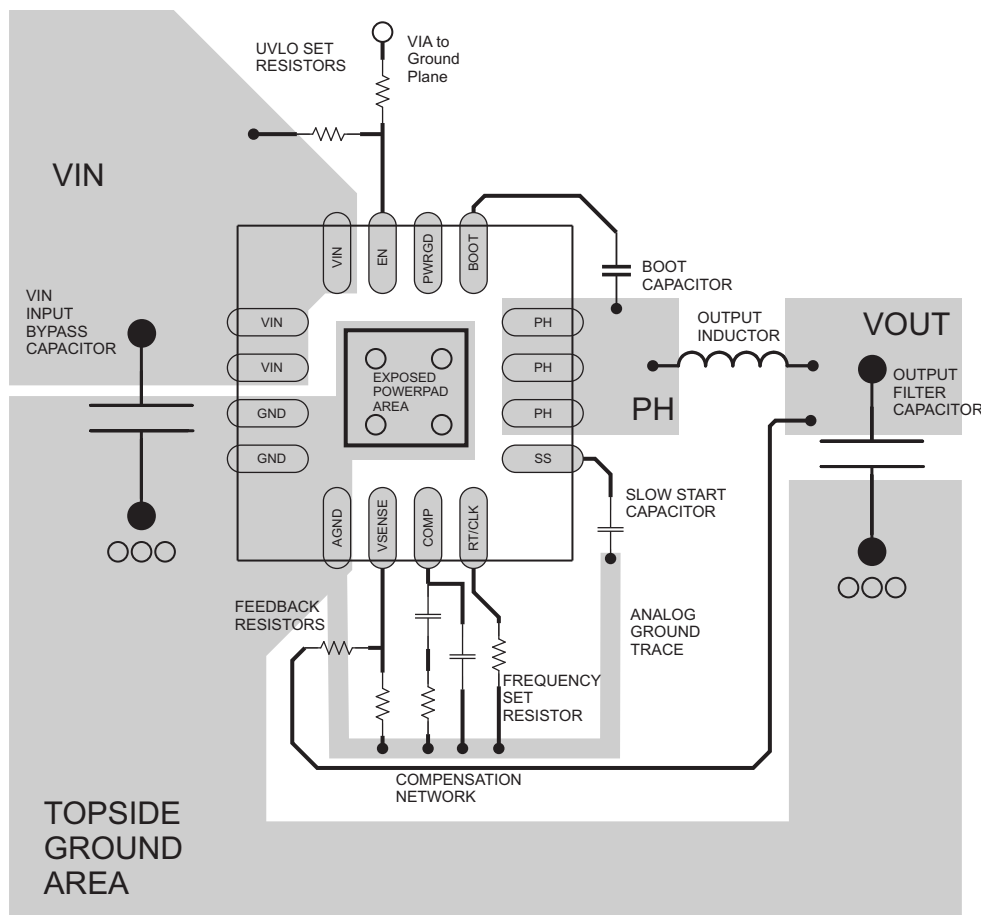 UVLO SET
RESISTORS
VIA to
Ground
Plane
VIN
VIN
EN
PWRGD
BOOT
BOOT
CAPACITOR
VIN
INPUT
BYPASS
CAPACITOR
VIN
VIN
GND
GND
EXPOSED
POWERPAD
AREA
PH
PH
PH
SS
PH
OUTPUT
INDUCTOR
VOUT
OUTPUT
FILTER
CAPACITOR
SLOW START
CAPACITOR
AGND
VSENSE
COMP
RT/CLK
FEEDBACK
RESISTORS
ANALOG
GROUND
TRACE
FREQUENCY
SET
RESISTOR
COMPENSATION
NETWORK
TOPSIDE
GROUND
AREA